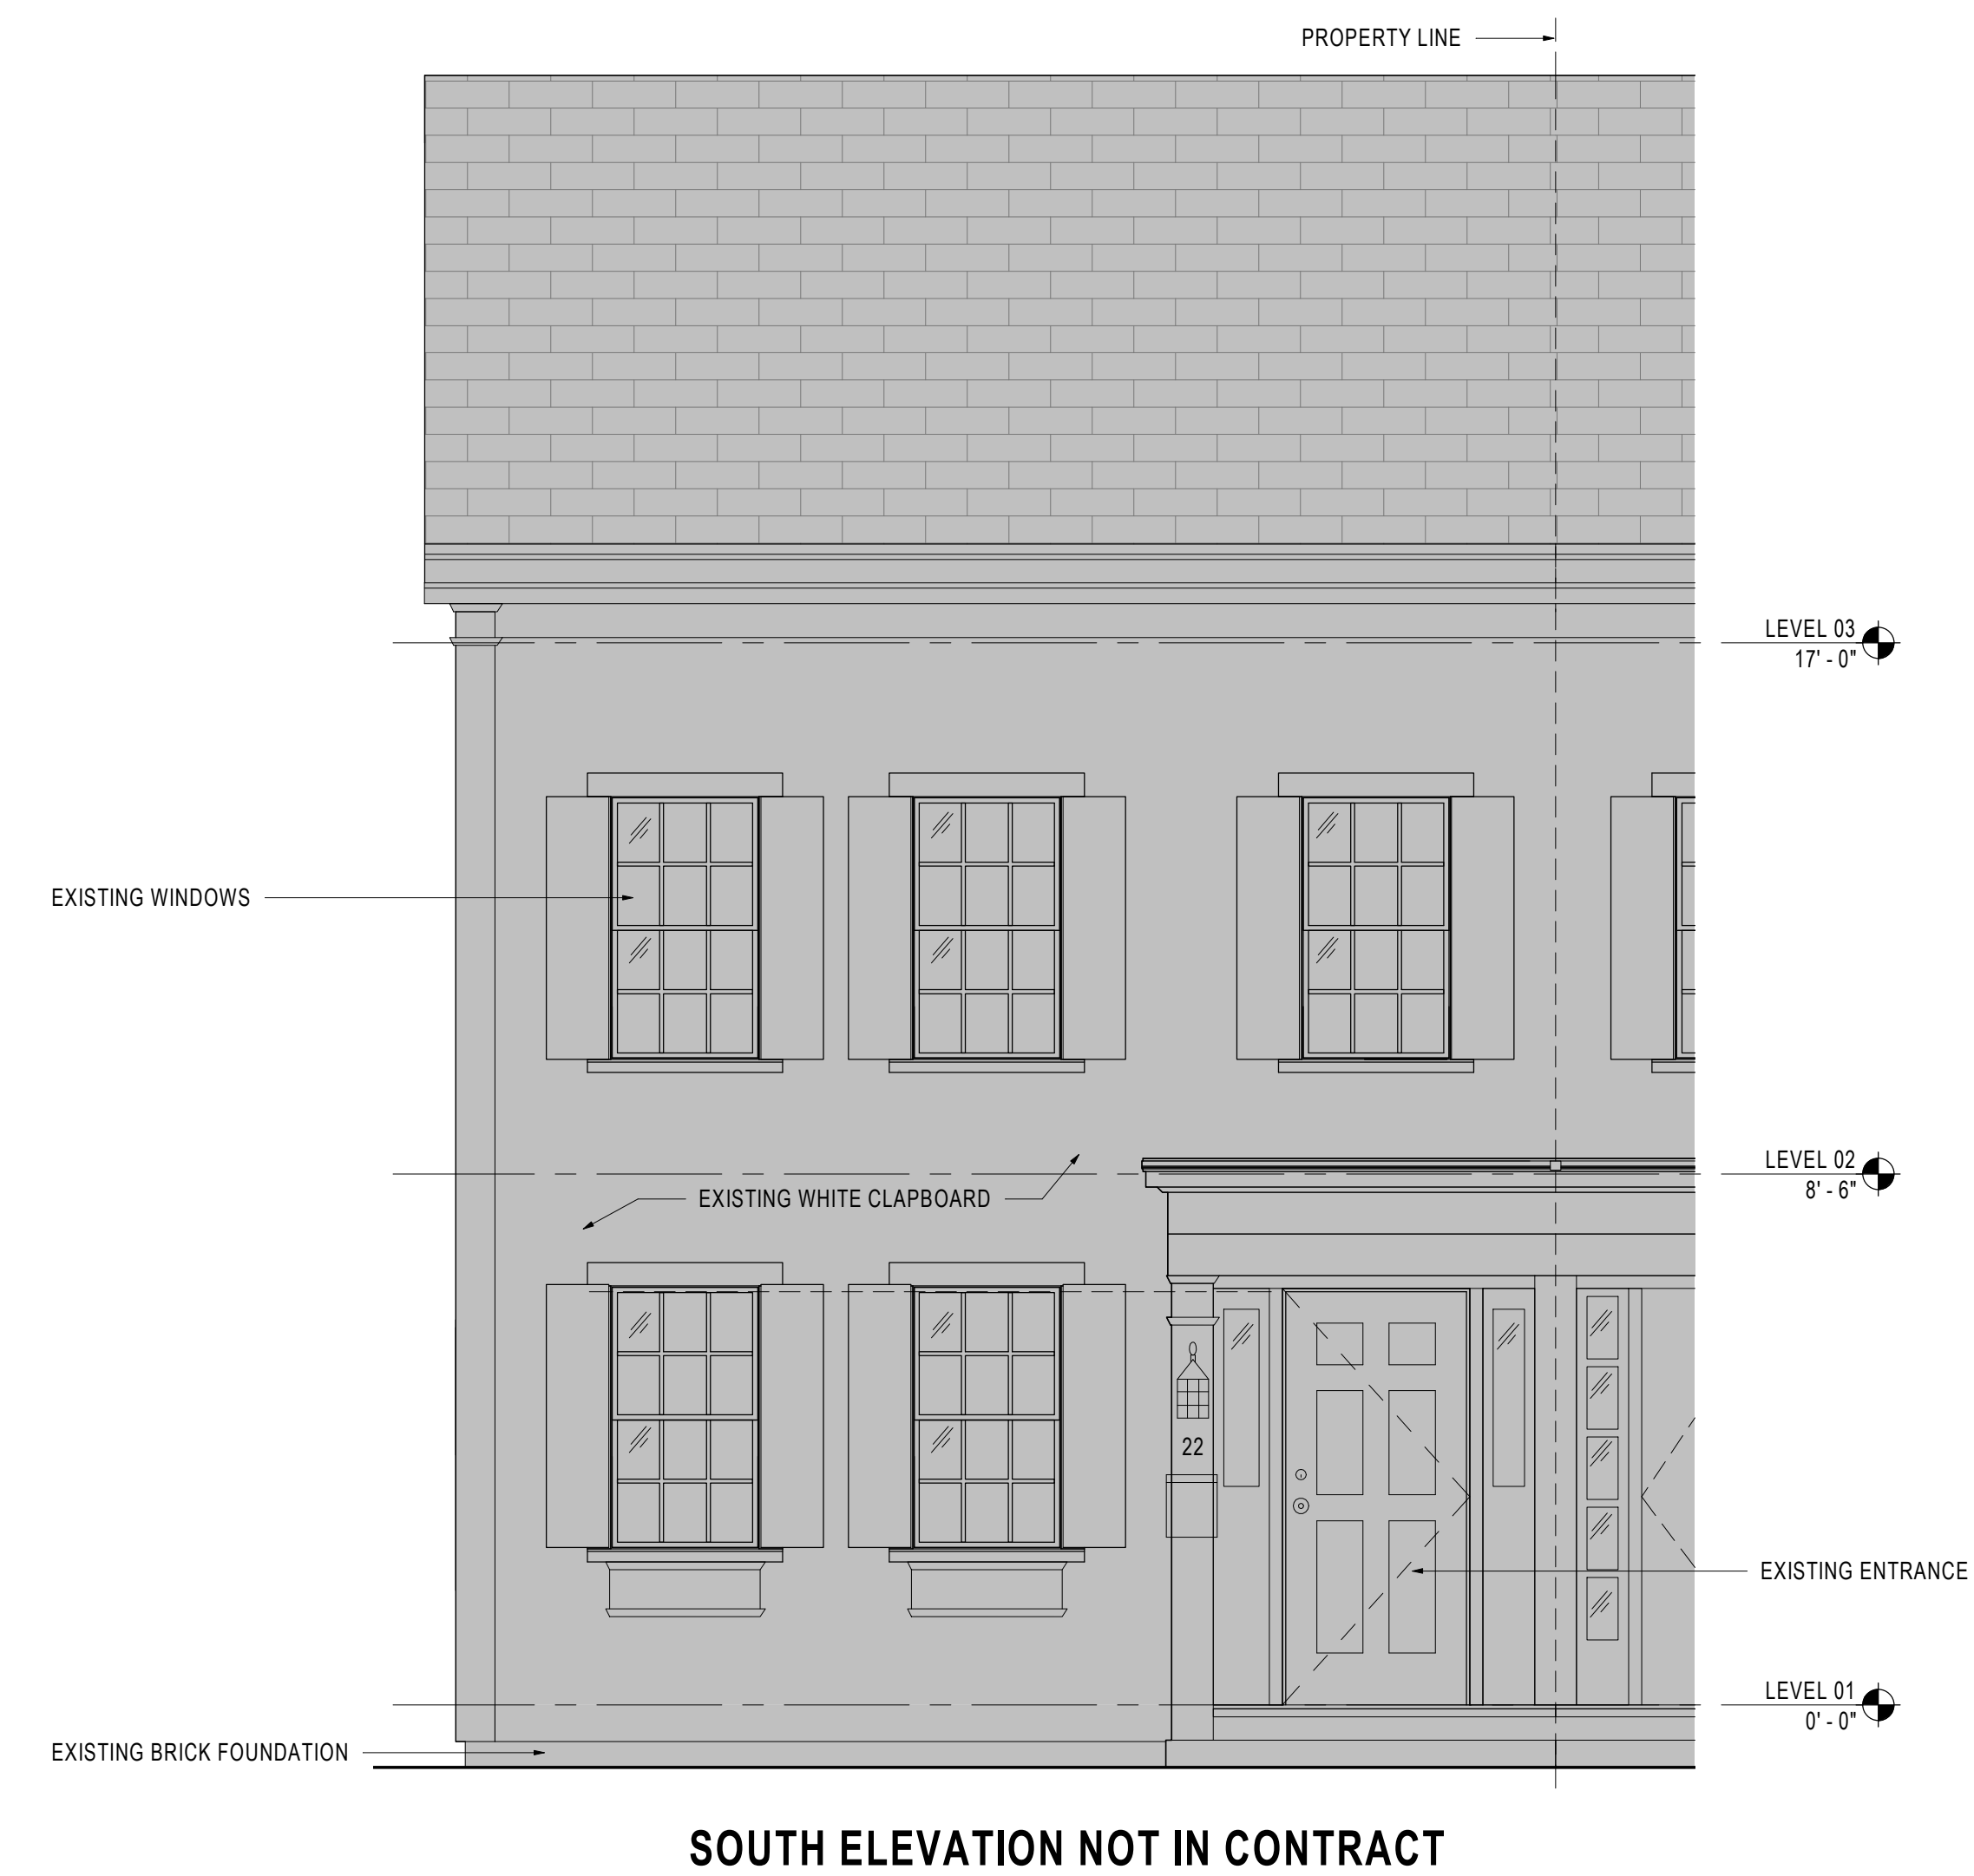 PROPERTY LINE
LEVEL 03
17' - 0"
EXISTING WINDOWS
LEVEL 02
8' - 6"
EXISTING WHITE CLAPBOARD
22
EXISTING ENTRANCE
LEVEL 01
0' - 0"
EXISTING BRICK FOUNDATION
SOUTH ELEVATION NOT IN CONTRACT